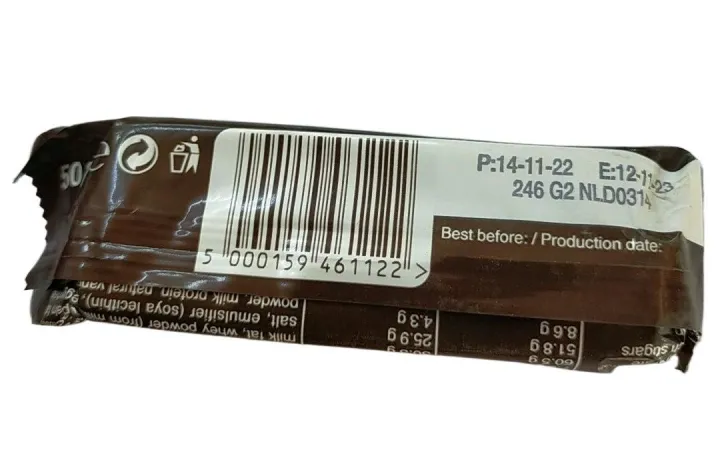 50 e
P:14-11-22 E:12-11-23
246 G2 NLD0314
Best before: / Production date:
5 000159 461122 >
milk fat, whey powder (from
salt, emulsifier (soya lecithin),
powder, milk protein, natural
60.5 g
51.8 g 25.9 g
8.6 g 4.3 g
sugars